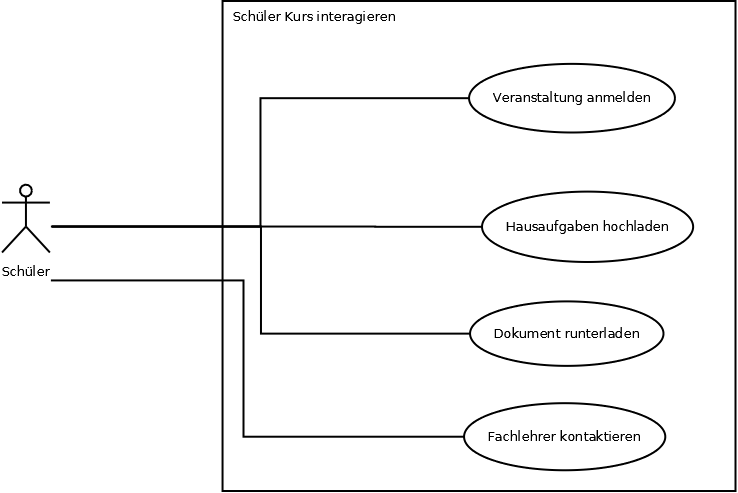 Schüler Kurs interagieren
Veranstaltung anmelden
Hausaufgaben hochladen
Schüler
Dokument runterladen
Fachlehrer kontaktieren